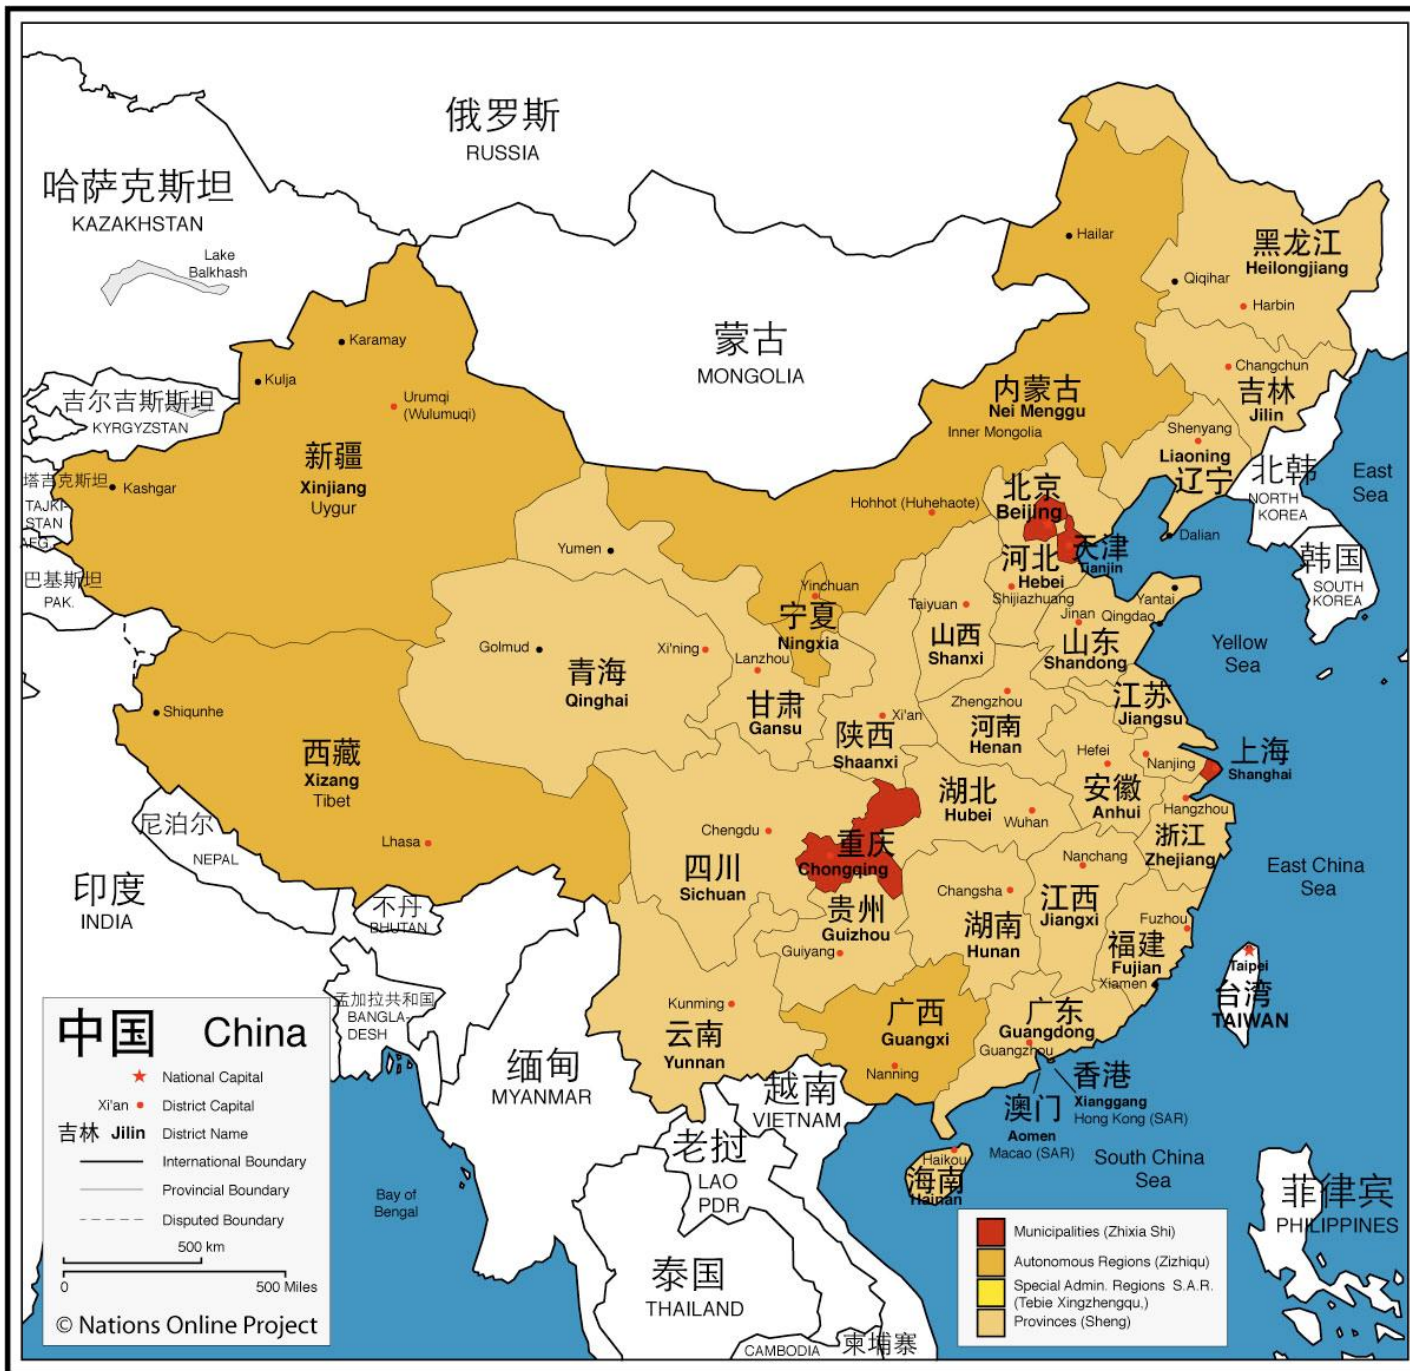 俄罗斯
RUSSIA
哈萨克斯坦
KAZAKHSTAN
Lake
Balkhash
Hailar
黑龙江
Heilongjiang
Qiqihar
Harbin
蒙古
MONGOLIA
Karamay
Kulja
Urumqi
(Wulumuqi)
吉尔吉斯斯坦
KYRGYZSTAN
Changchun
吉林
Jilin
内蒙古
Nei Menggu
Inner Mongolia
Shenyang
Liaoning
辽宁
新疆
Xinjiang
Uygur
塔吉克斯坦
TAJKI-
STAN
AFG.
Kashgar
巴基斯坦
PAK.
北韩
NORTH
KOREA
East
Sea
北京
Beijing
Hohhot (Huhehaote)
天津
Tianjin
Dalian
韩国
SOUTH
KOREA
河北
Hebei
Shijiazhuang
Yumen
Yinchuan
宁夏
Ningxia
Taiyuan
山西
Shanxi
Jinan
Qingdao
Yantai
山东
Shandong
Yellow
Sea
Golmud
青海
Qinghai
Xi'ning
Lanzhou
甘肃
Gansu
Xi'an
陕西
Shaanxi
Zhengzhou
河南
Henan
江苏
Jiangsu
Shiqunhe
西藏
Xizang
Tibet
Lhasa
Hefei
Nanjing
上海
Shanghai
安徽
Anhui
Hangzhou
浙江
Zhejiang
湖北
Hubei
Wuhan
尼泊尔
NEPAL
印度
INDIA
不丹
BHUTAN
Chengdu
四川
Sichuan
重庆
Chongqing
贵州
Guizhou
Guiyang
Changsha
湖南
Hunan
Nanchang
江西
Jiangxi
East China
Sea
Fuzhou
福建
Fujian
Xiamen
Taipei
台湾
TAIWAN
孟加拉共和国
BANGLA-
DESH
缅甸
MYANMAR
Kunming
云南
Yunnan
广西
Guangxi
Nanning
广东
Guangdong
Guangzhou
香港
Xianggang
Hong Kong (SAR)
澳门
Aomen
Macao (SAR)
越南
VIETNAM
老挝
LAO
PDR
Haikou
海南
Hainan
South China
Sea
Bay of
Bengal
泰国
THAILAND
CAMBODIA
柬埔寨
菲律宾
PHILIPPINES
中国 China
National Capital
Xi'an District Capital
吉林 Jilin District Name
International Boundary
Provincial Boundary
Disputed Boundary
500 km
0 500 Miles
© Nations Online Project
Municipalities (Zhixia Shi)
Autonomous Regions (Zizhiqu)
Special Admin. Regions S.A.R.
(Tebie Xingzhengqu,)
Provinces (Sheng)